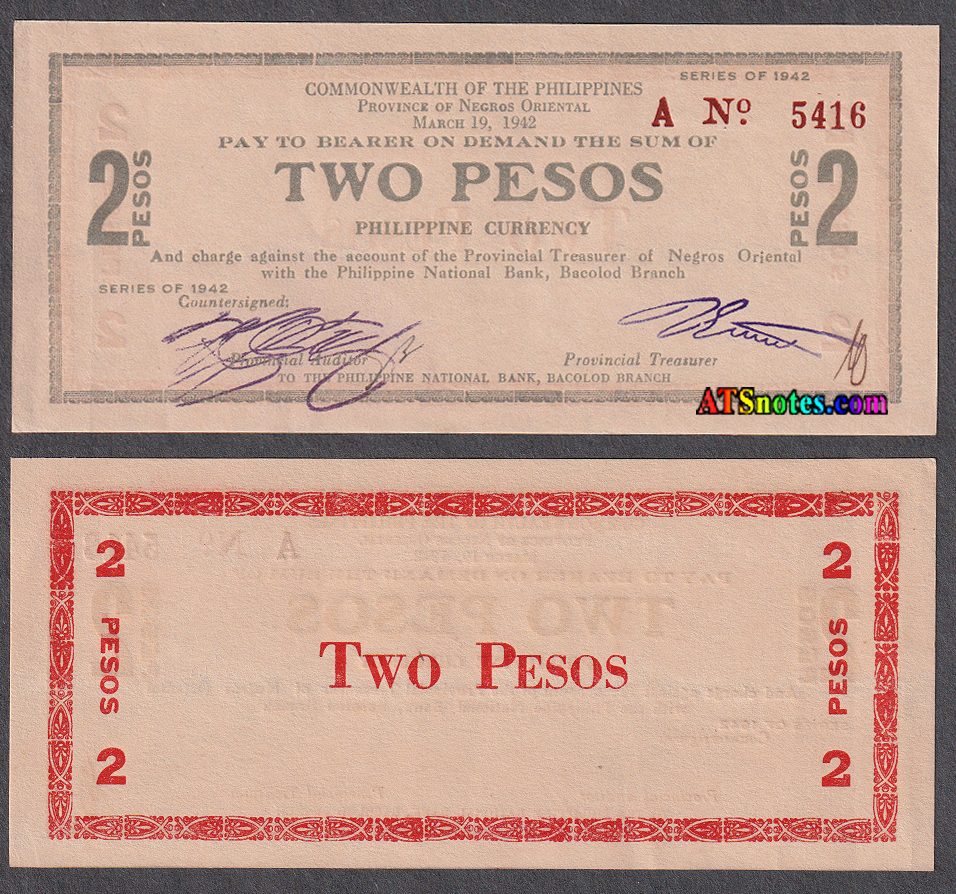 SERIES OF 1942
COMMONWEALTH OF THE PHILIPPINES
PROVINCE OF NEGROS ORIENTAL
MARCH 19, 1942
A Nº 5416
PAY TO BEARER ON DEMAND THE SUM OF
2 PESOS
TWO PESOS
PESOS 2
PHILIPPINE CURRENCY
And charge against the account of the Provincial Treasurer of Negros Oriental
with the Philippine National Bank, Bacolod Branch
SERIES OF 1942
Countersigned:
Provincial Auditor
Provincial Treasurer
TO THE PHILIPPINE NATIONAL BANK, BACOLOD BRANCH
ATSnotes.com
2
2
PESOS
TWO PESOS
PESOS
2
2